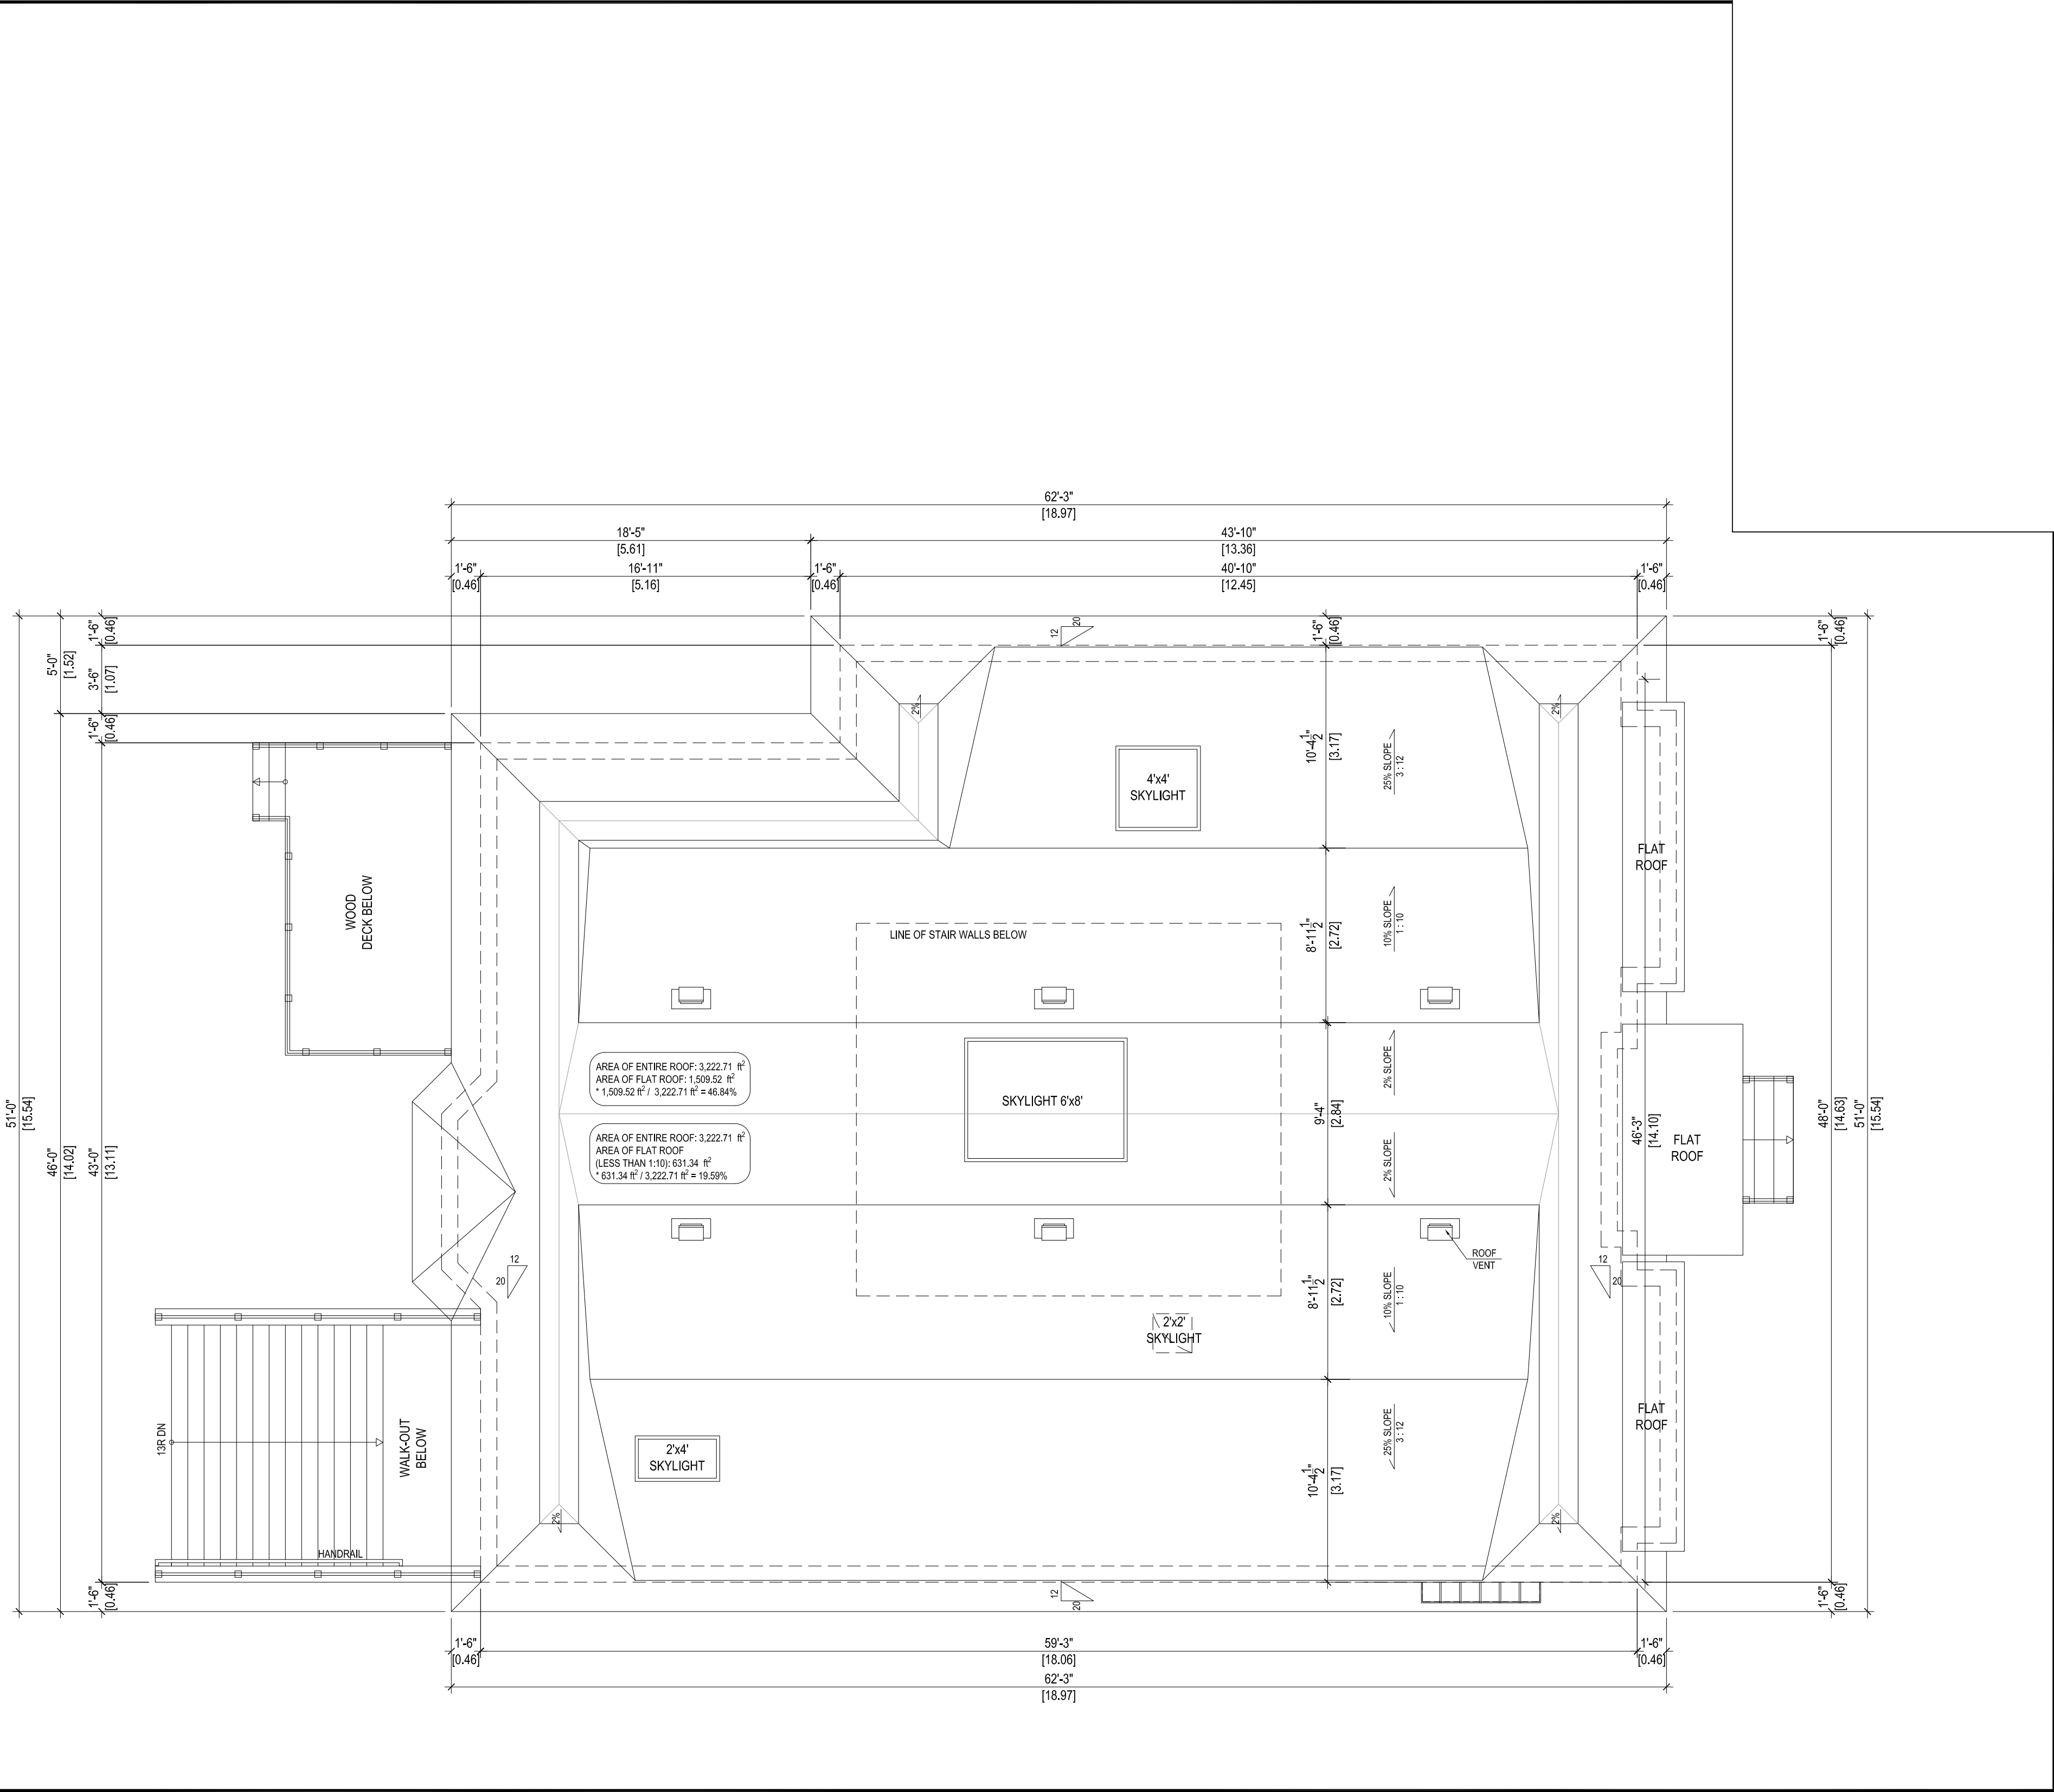 62'-3"
[18.97]
18'-5"
[5.61]
43'-10"
[13.36]
1'-6"
[0.46]
16'-11"
[5.16]
1'-6"
[0.46]
40'-10"
[12.45]
1'-6"
[0.46]
51'-0"
[15.54]
5'-0"
[1.52]
46'-0"
[14.02]
1'-6"
[0.46]
3'-6"
[1.07]
1'-6"
[0.46]
43'-0"
[13.11]
1'-6"
[0.46]
12
20
1'-6"
[0.46]
10'-4 1/2"
[3.17]
8'-11 1/2"
[2.72]
9'-4"
[2.84]
8'-11 1/2"
[2.72]
10'-4 1/2"
[3.17]
2%
2%
25% SLOPE
3 : 12
10% SLOPE
1 : 10
2% SLOPE
2% SLOPE
10% SLOPE
1 : 10
25% SLOPE
3 : 12
4'x4'
SKYLIGHT
WOOD
DECK BELOW
LINE OF STAIR WALLS BELOW
AREA OF ENTIRE ROOF: 3,222.71 ft²
AREA OF FLAT ROOF: 1,509.52 ft²
* 1,509.52 ft² / 3,222.71 ft² = 46.84%
SKYLIGHT 6'x8'
AREA OF ENTIRE ROOF: 3,222.71 ft²
AREA OF FLAT ROOF
(LESS THAN 1:10): 631.34 ft²
* 631.34 ft² / 3,222.71 ft² = 19.59%
FLAT
ROOF
FLAT
ROOF
FLAT
ROOF
46'-3"
[14.10]
1'-6"
[0.46]
48'-0"
[14.63]
1'-6"
[0.46]
51'-0"
[15.54]
12
20
ROOF
VENT
12
20
2'x2'
SKYLIGHT
2'x4'
SKYLIGHT
13R DN
WALK-OUT
BELOW
HANDRAIL
2%
2%
12
20
1'-6"
[0.46]
59'-3"
[18.06]
1'-6"
[0.46]
62'-3"
[18.97]